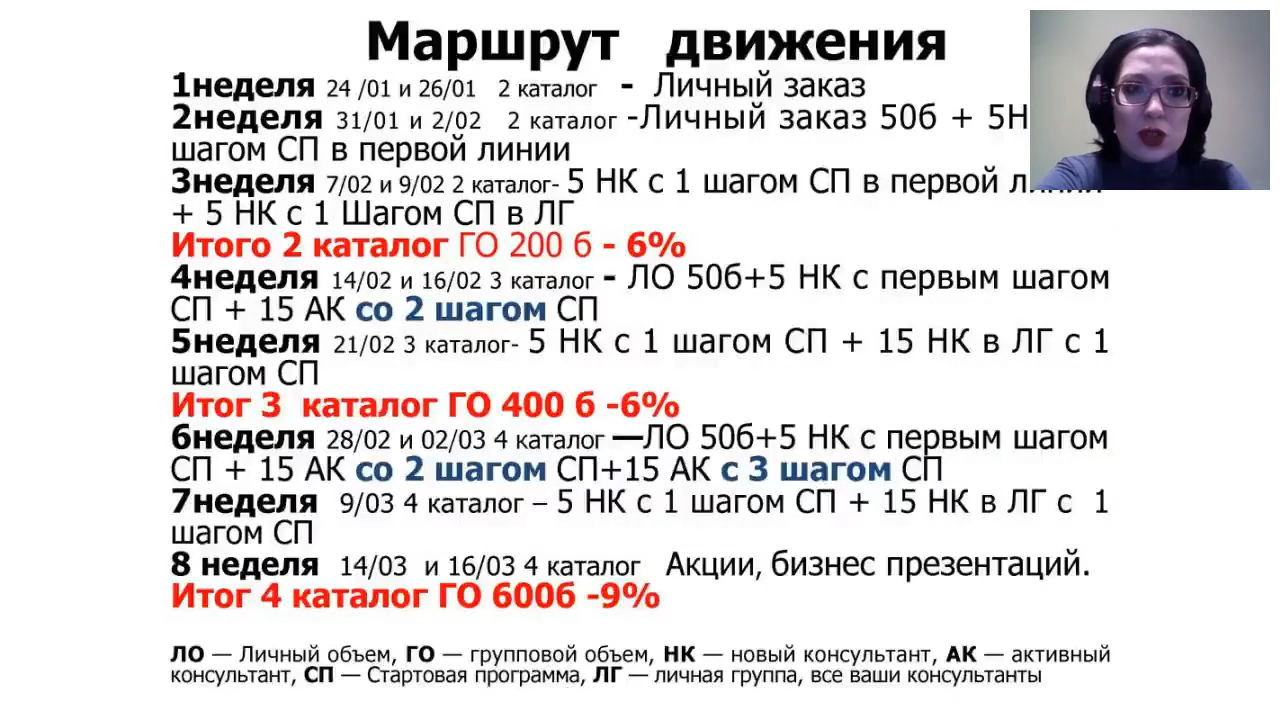 Маршрут движения
1неделя 24 /01 и 26/01 2 каталог - Личный заказ
2неделя 31/01 и 2/02 2 каталог -Личный заказ 50б + 5Н
шагом СП в первой линии
3неделя 7/02 и 9/02 2 каталог- 5 НК с 1 шагом СП в первой линии
+ 5 НК с 1 Шагом СП в ЛГ
Итого 2 каталог ГО 200 б - 6%
4неделя 14/02 и 16/02 3 каталог - ЛО 50б+5 НК с первым шагом
СП + 15 АК со 2 шагом СП
5неделя 21/02 3 каталог- 5 НК с 1 шагом СП + 15 НК в ЛГ с 1
шагом СП
Итог 3 каталог ГО 400 б -6%
6неделя 28/02 и 02/03 4 каталог —ЛО 50б+5 НК с первым шагом
СП + 15 АК со 2 шагом СП+15 АК с 3 шагом СП
7неделя 9/03 4 каталог – 5 НК с 1 шагом СП + 15 НК в ЛГ с 1
шагом СП
8 неделя 14/03 и 16/03 4 каталог Акции, бизнес презентаций.
Итог 4 каталог ГО 600б -9%
ЛО — Личный объем, ГО — групповой объем, НК — новый консультант, АК — активный
консультант, СП — Стартовая программа, ЛГ — личная группа, все ваши консультанты